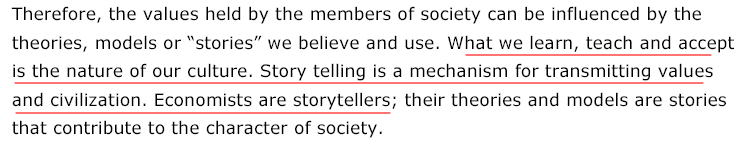 Therefore, the values held by the members of society can be influenced by the
theories, models or “stories” we believe and use. What we learn, teach and accept
is the nature of our culture. Story telling is a mechanism for transmitting values
and civilization. Economists are storytellers; their theories and models are stories
that contribute to the character of society.